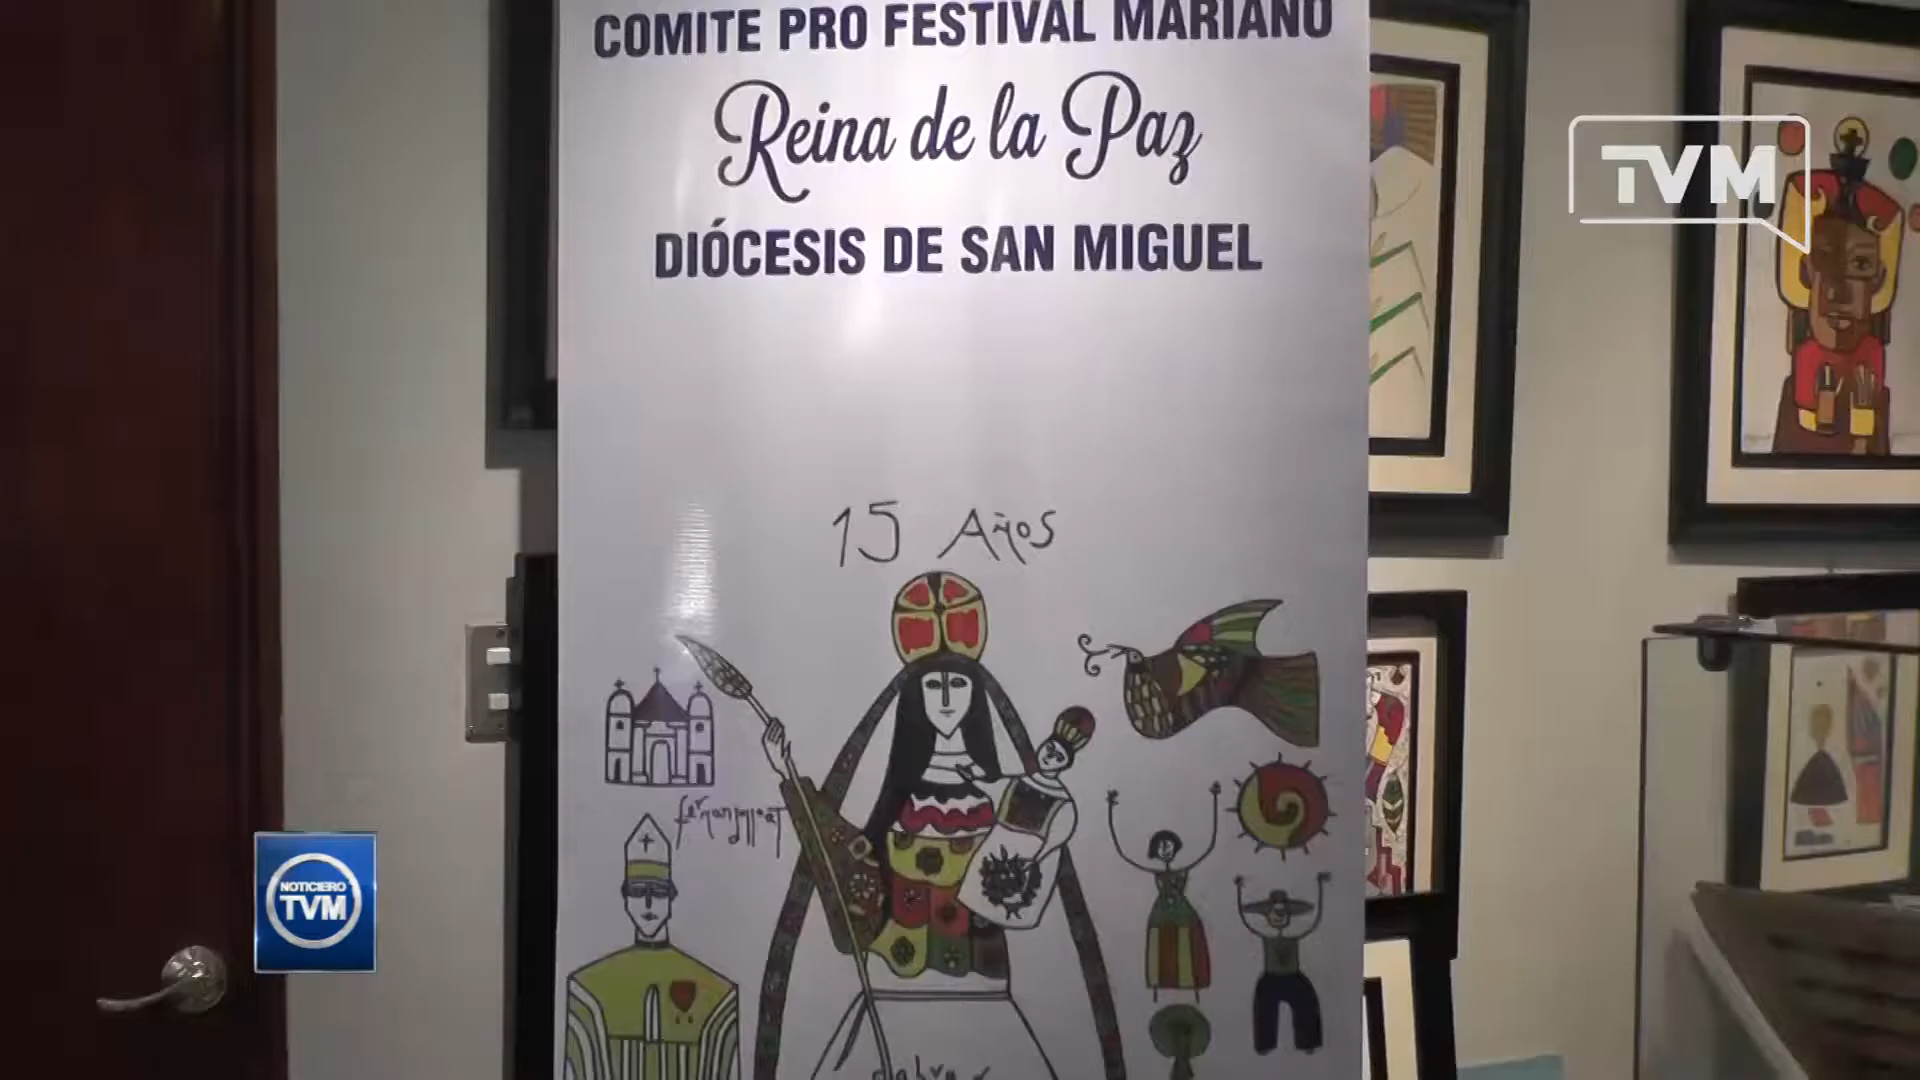 COMITE PRO FESTIVAL MARIANO
Reina de la Paz
DIÓCESIS DE SAN MIGUEL
TVM
15 Años
NOTICIERO
TVM